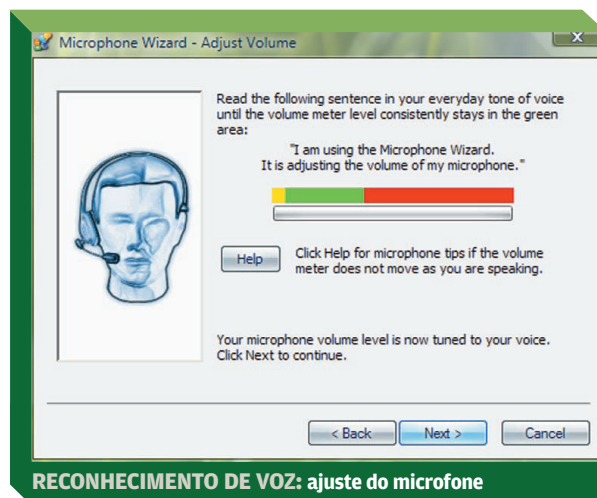 Microphone Wizard - Adjust Volume
X
Read the following sentence in your everyday tone of voice
until the volume meter level consistently stays in the green
area:
"I am using the Microphone Wizard.
It is adjusting the volume of my microphone."
Help
Click Help for microphone tips if the volume
meter does not move as you are speaking.
Your microphone volume level is now tuned to your voice.
Click Next to continue.
< Back
Next >
Cancel
RECONHECIMENTO DE VOZ: ajuste do microfone